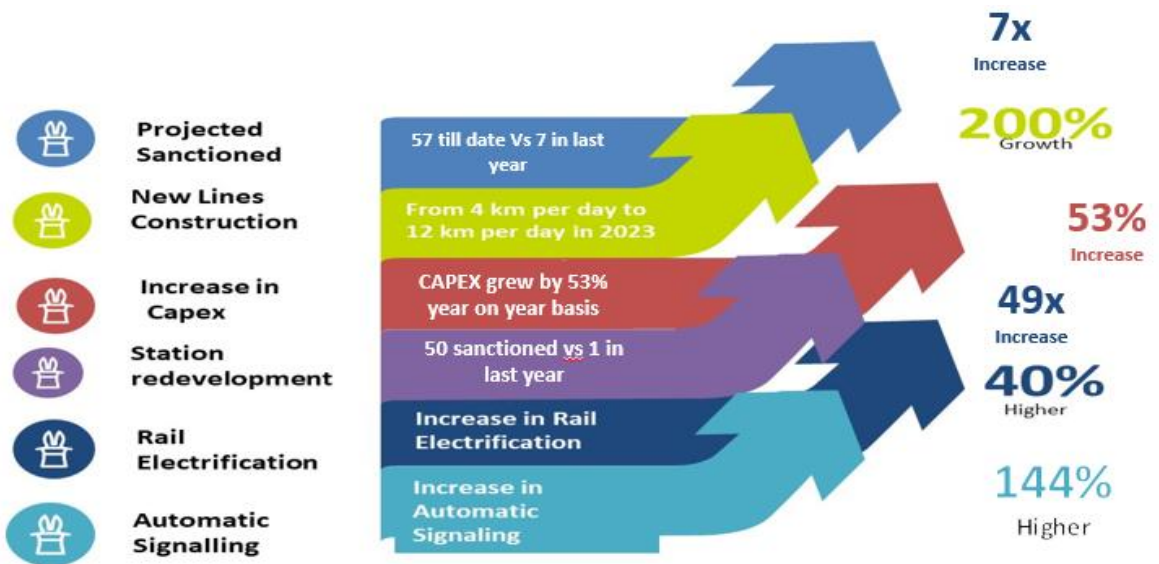 7x
Increase
Projected
Sanctioned
57 till date Vs 7 in last
year
200%
Growth
New Lines
Construction
From 4 km per day to
12 km per day in 2023
53%
Increase
Increase in
Capex
CAPEX grew by 53%
year on year basis
49x
Increase
Station
redevelopment
50 sanctioned vs 1 in
last year
40%
Higher
Rail
Electrification
Increase in Rail
Electrification
144%
Higher
Automatic
Signalling
Increase in
Automatic
Signaling